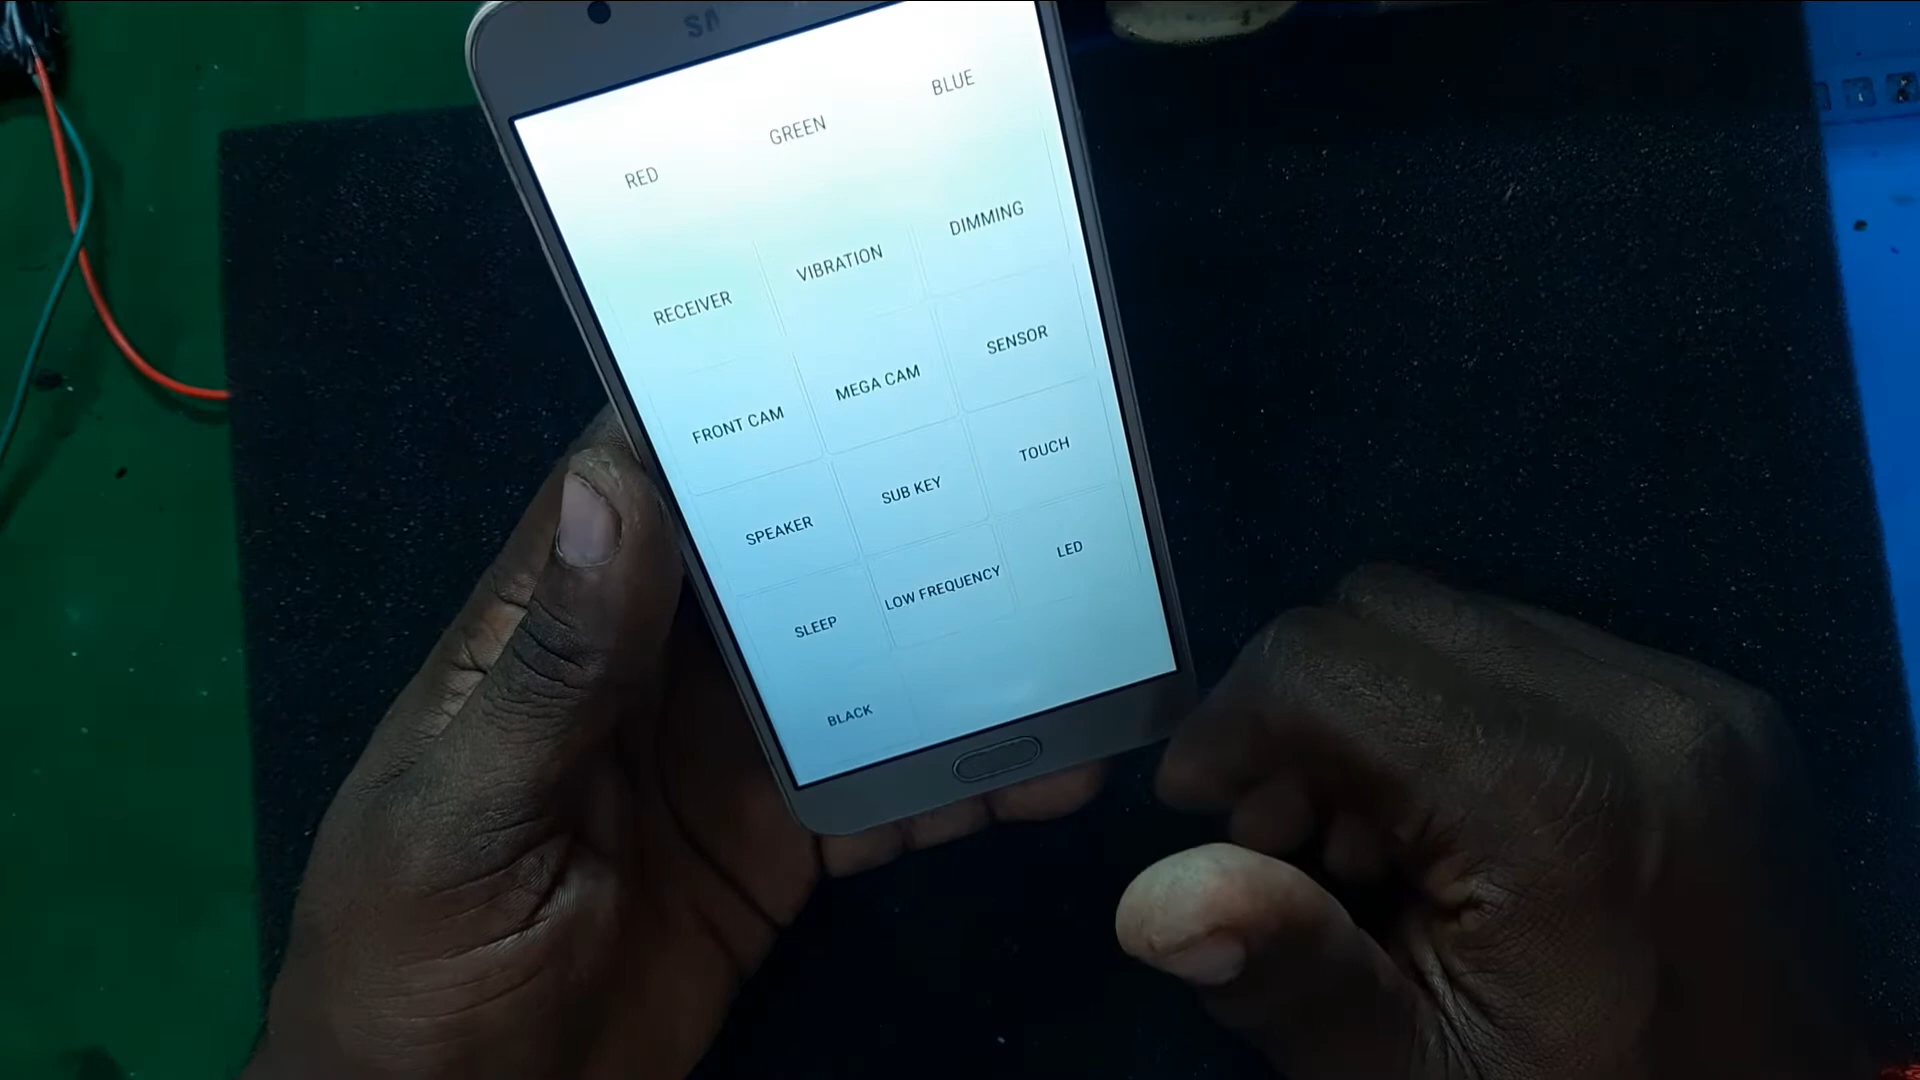 SA
RED GREEN BLUE
RECEIVER VIBRATION DIMMING
FRONT CAM MEGA CAM SENSOR
SPEAKER SUB KEY TOUCH
SLEEP LOW FREQUENCY LED
BLACK